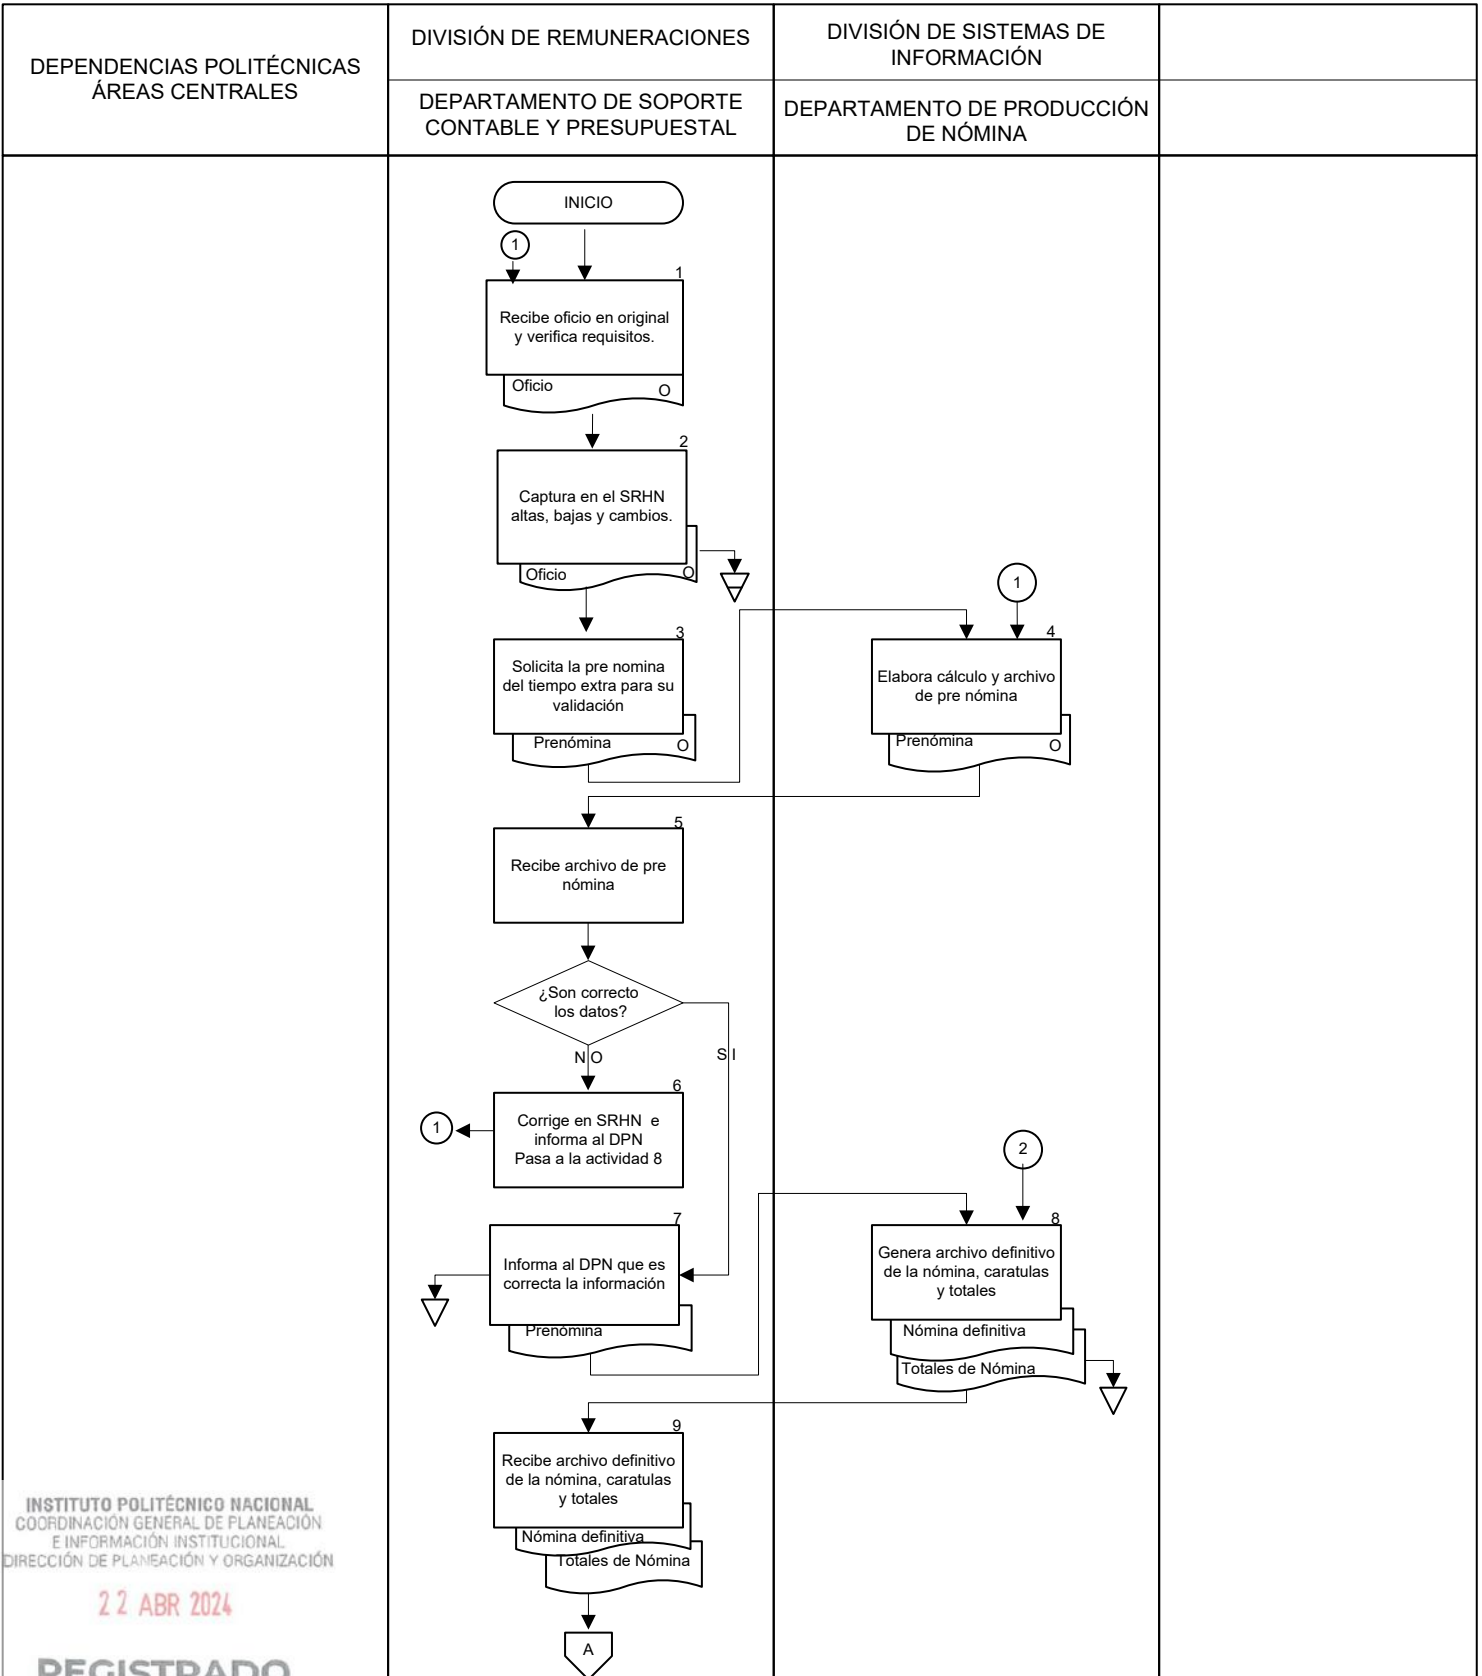 DEPENDENCIAS POLITÉCNICAS
ÁREAS CENTRALES
DIVISIÓN DE REMUNERACIONES
DEPARTAMENTO DE SOPORTE
CONTABLE Y PRESUPUESTAL
DIVISIÓN DE SISTEMAS DE
INFORMACIÓN
DEPARTAMENTO DE PRODUCCIÓN
DE NÓMINA
INICIO
1
1
Recibe oficio en original
y verifica requisitos.
Oficio
O
2
Captura en el SRHN
altas, bajas y cambios.
Oficio
O
3
Solicita la pre nomina
del tiempo extra para su
validación
Prenómina
O
1
4
Elabora cálculo y archivo
de pre nómina
Prenómina
O
5
Recibe archivo de pre
nómina
¿Son correcto
los datos?
NO
SI
6
Corrige en SRHN e
informa al DPN
Pasa a la actividad 8
1
7
Informa al DPN que es
correcta la información
Prenómina
2
8
Genera archivo definitivo
de la nómina, caratulas
y totales
Nómina definitiva
Totales de Nómina
9
Recibe archivo definitivo
de la nómina, caratulas
y totales
Nómina definitiva
Totales de Nómina
A
INSTITUTO POLITÉCNICO NACIONAL
COORDINACIÓN GENERAL DE PLANEACIÓN
E INFORMACIÓN INSTITUCIONAL
DIRECCIÓN DE PLANEACIÓN Y ORGANIZACIÓN
22 ABR 2024
REGISTRADO